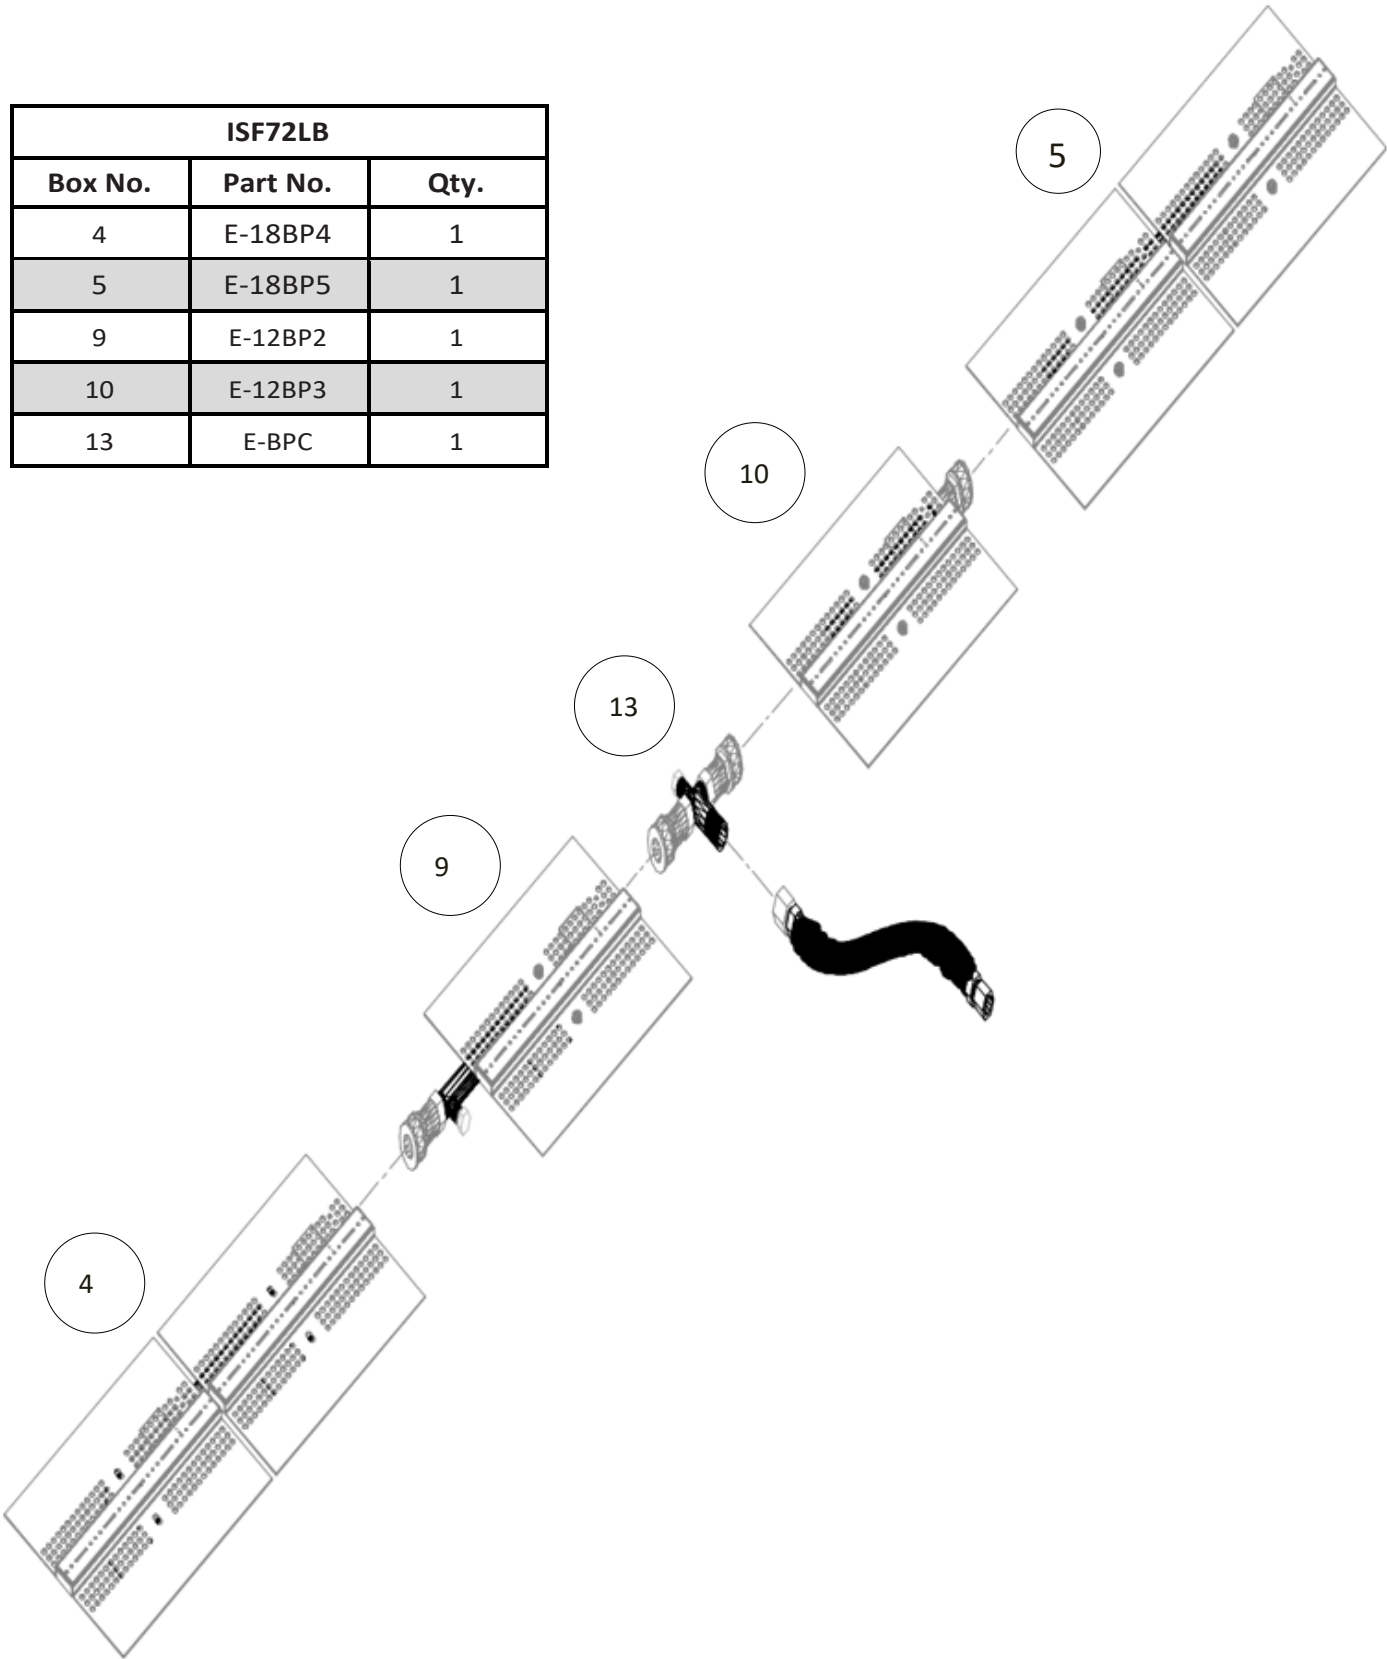 ISF72LB
Box No. Part No. Qty.
4 E-18BP4 1
5 E-18BP5 1
9 E-12BP2 1
10 E-12BP3 1
13 E-BPC 1
5
10
13
9
4